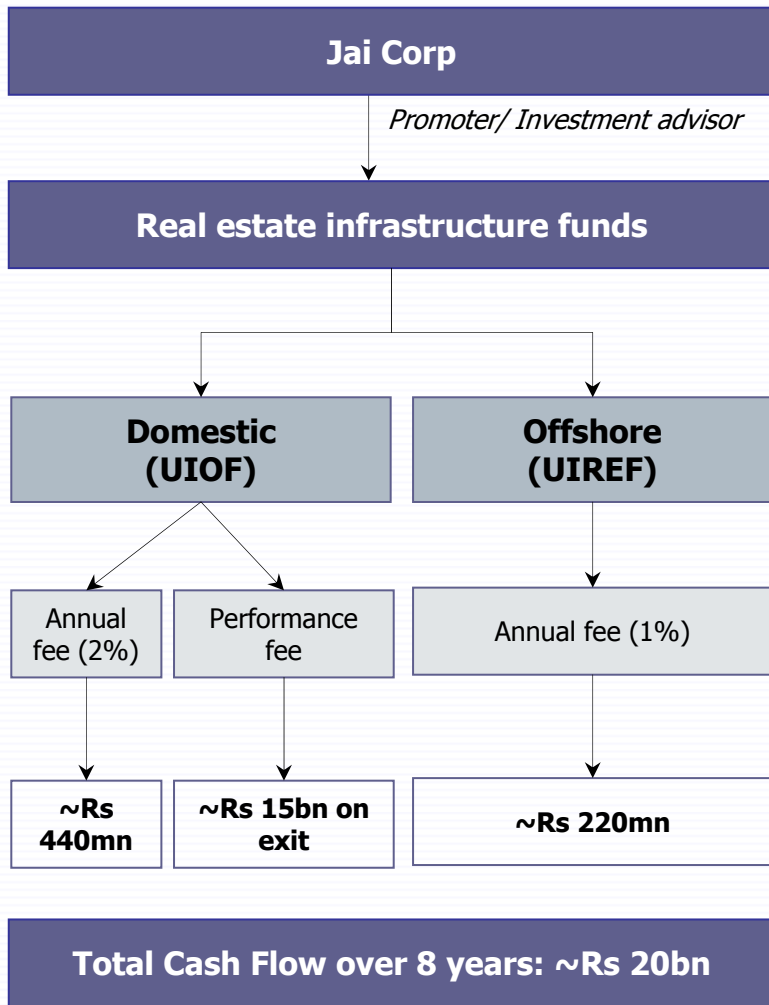 Jai Corp
Promoter/ Investment advisor
Real estate infrastructure funds
Domestic
(UIOF)
Offshore
(UIREF)
Annual
fee (2%)
Performance
fee
Annual fee (1%)
~Rs
440mn
~Rs 15bn on
exit
~Rs 220mn
Total Cash Flow over 8 years: ~Rs 20bn